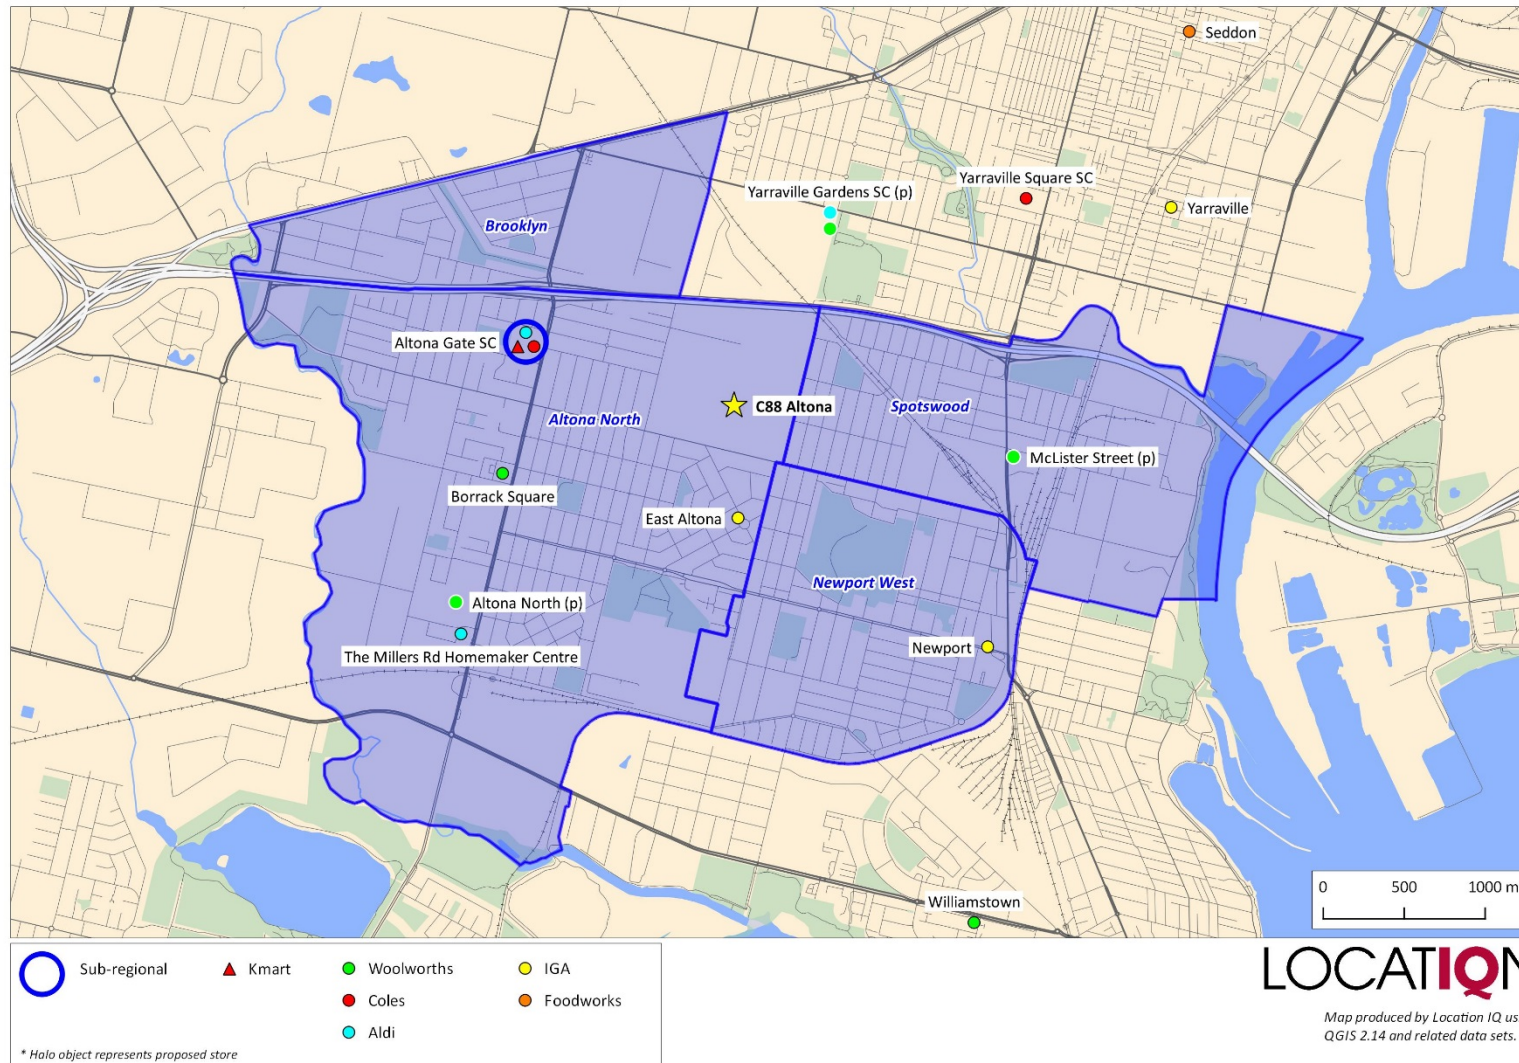 Seddon
Yarraville Square SC
Yarraville Gardens SC (p)
Yarraville
Brooklyn
Altona Gate SC
C88 Altona
Spotswood
Altona North
McLister Street (p)
Borrack Square
East Altona
Newport West
Altona North (p)
Newport
The Millers Rd Homemaker Centre
Williamstown
0 500 1000 m
Sub-regional
Kmart
Woolworths
IGA
Coles
Foodworks
Aldi
* Halo object represents proposed store
LOCATIQN
Map produced by Location IQ us
QGIS 2.14 and related data sets.